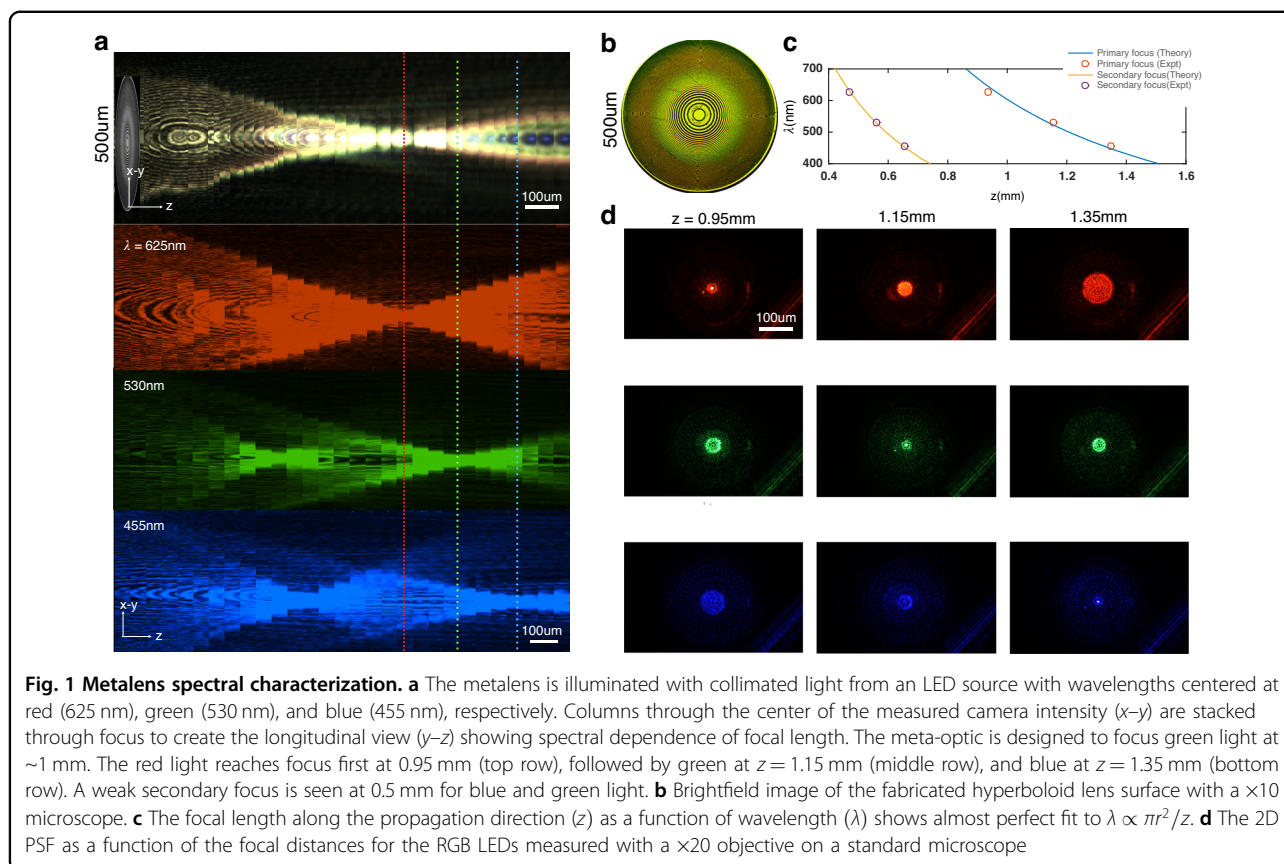 a
500um
x-y
z
100um
λ = 625nm
530nm
455nm
x-y
z
100um
b
500um
c
Primary focus (Theory)
Primary focus (Expt)
Secondary focus(Theory)
Secondary focus(Expt)
700
600
500
400
λ(nm)
0.4 0.6 0.8 1 1.2 1.4 1.6
z(mm)
d
z = 0.95mm 1.15mm 1.35mm
100um
Fig. 1 Metalens spectral characterization. a The metalens is illuminated with collimated light from an LED source with wavelengths centered at
red (625 nm), green (530 nm), and blue (455 nm), respectively. Columns through the center of the measured camera intensity (x–y) are stacked
through focus to create the longitudinal view (y–z) showing spectral dependence of focal length. The meta-optic is designed to focus green light at
~1 mm. The red light reaches focus first at 0.95 mm (top row), followed by green at z = 1.15 mm (middle row), and blue at z = 1.35 mm (bottom
row). A weak secondary focus is seen at 0.5 mm for blue and green light. b Brightfield image of the fabricated hyperboloid lens surface with a ×10
microscope. c The focal length along the propagation direction (z) as a function of wavelength (λ) shows almost perfect fit to λ ∝ πr²/z. d The 2D
PSF as a function of the focal distances for the RGB LEDs measured with a ×20 objective on a standard microscope